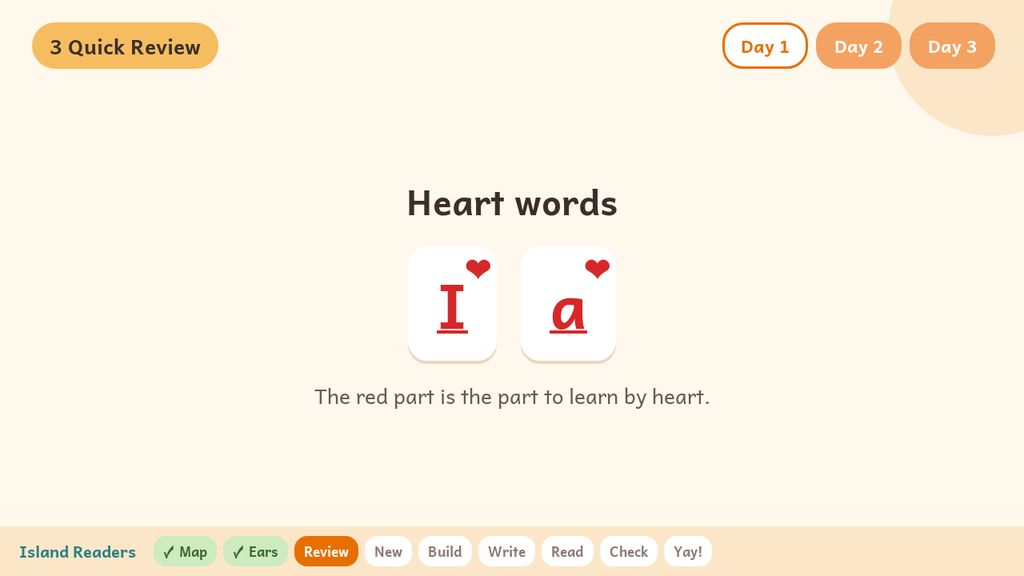 3 Quick Review
Day 1 Day 2 Day 3
Heart words
I a
The red part is the part to learn by heart.
Island Readers ✓ Map ✓ Ears Review New Build Write Read Check Yay!